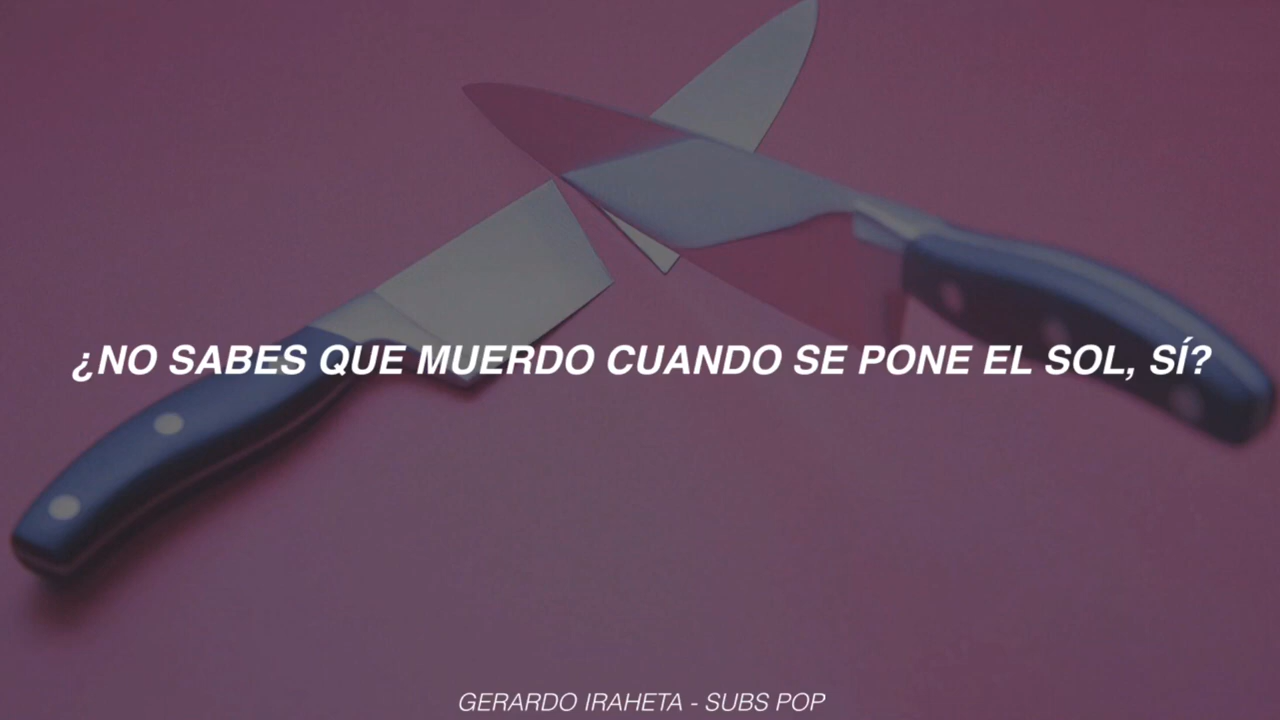 ¿NO SABES QUE MUERDO CUANDO SE PONE EL SOL, SÍ?
GERARDO IRAHETA - SUBS POP